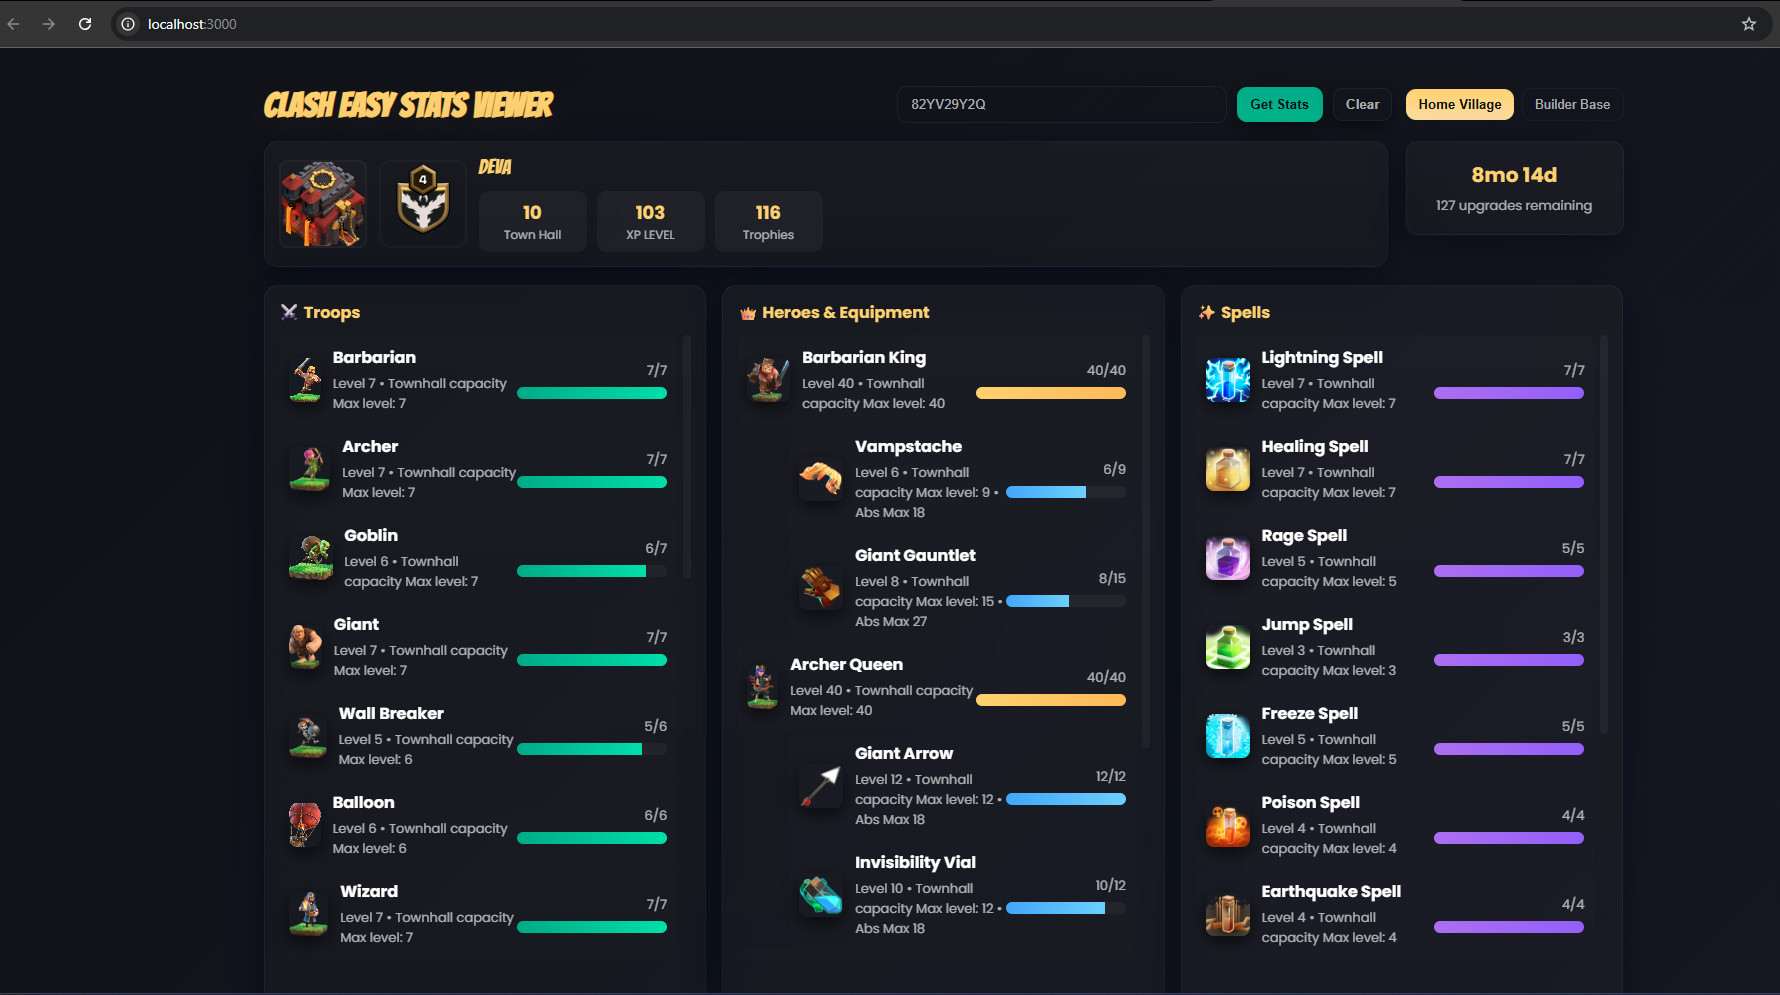 localhost:3000
CLASH EASY STATS VIEWER
82YV29Y2Q
Get Stats
Clear
Home Village
Builder Base
4
DEVA
10
Town Hall
103
XP LEVEL
116
Trophies
8mo 14d
127 upgrades remaining
Troops
Barbarian
Level 7 • Townhall capacity
Max level: 7
7/7
Archer
Level 7 • Townhall capacity
Max level: 7
7/7
Goblin
Level 6 • Townhall
capacity Max level: 7
6/7
Giant
Level 7 • Townhall capacity
Max level: 7
7/7
Wall Breaker
Level 5 • Townhall capacity
Max level: 6
5/6
Balloon
Level 6 • Townhall capacity
Max level: 6
6/6
Wizard
Level 7 • Townhall capacity
Max level: 7
7/7
Heroes & Equipment
Barbarian King
Level 40 • Townhall
capacity Max level: 40
40/40
Vampstache
Level 6 • Townhall
capacity Max level: 9 •
Abs Max 18
6/9
Giant Gauntlet
Level 8 • Townhall
capacity Max level: 15 •
Abs Max 27
8/15
Archer Queen
Level 40 • Townhall capacity
Max level: 40
40/40
Giant Arrow
Level 12 • Townhall
capacity Max level: 12 •
Abs Max 18
12/12
Invisibility Vial
Level 10 • Townhall
capacity Max level: 12 •
Abs Max 18
10/12
Spells
Lightning Spell
Level 7 • Townhall
capacity Max level: 7
7/7
Healing Spell
Level 7 • Townhall
capacity Max level: 7
7/7
Rage Spell
Level 5 • Townhall
capacity Max level: 5
5/5
Jump Spell
Level 3 • Townhall
capacity Max level: 3
3/3
Freeze Spell
Level 5 • Townhall
capacity Max level: 5
5/5
Poison Spell
Level 4 • Townhall
capacity Max level: 4
4/4
Earthquake Spell
Level 4 • Townhall
capacity Max level: 4
4/4